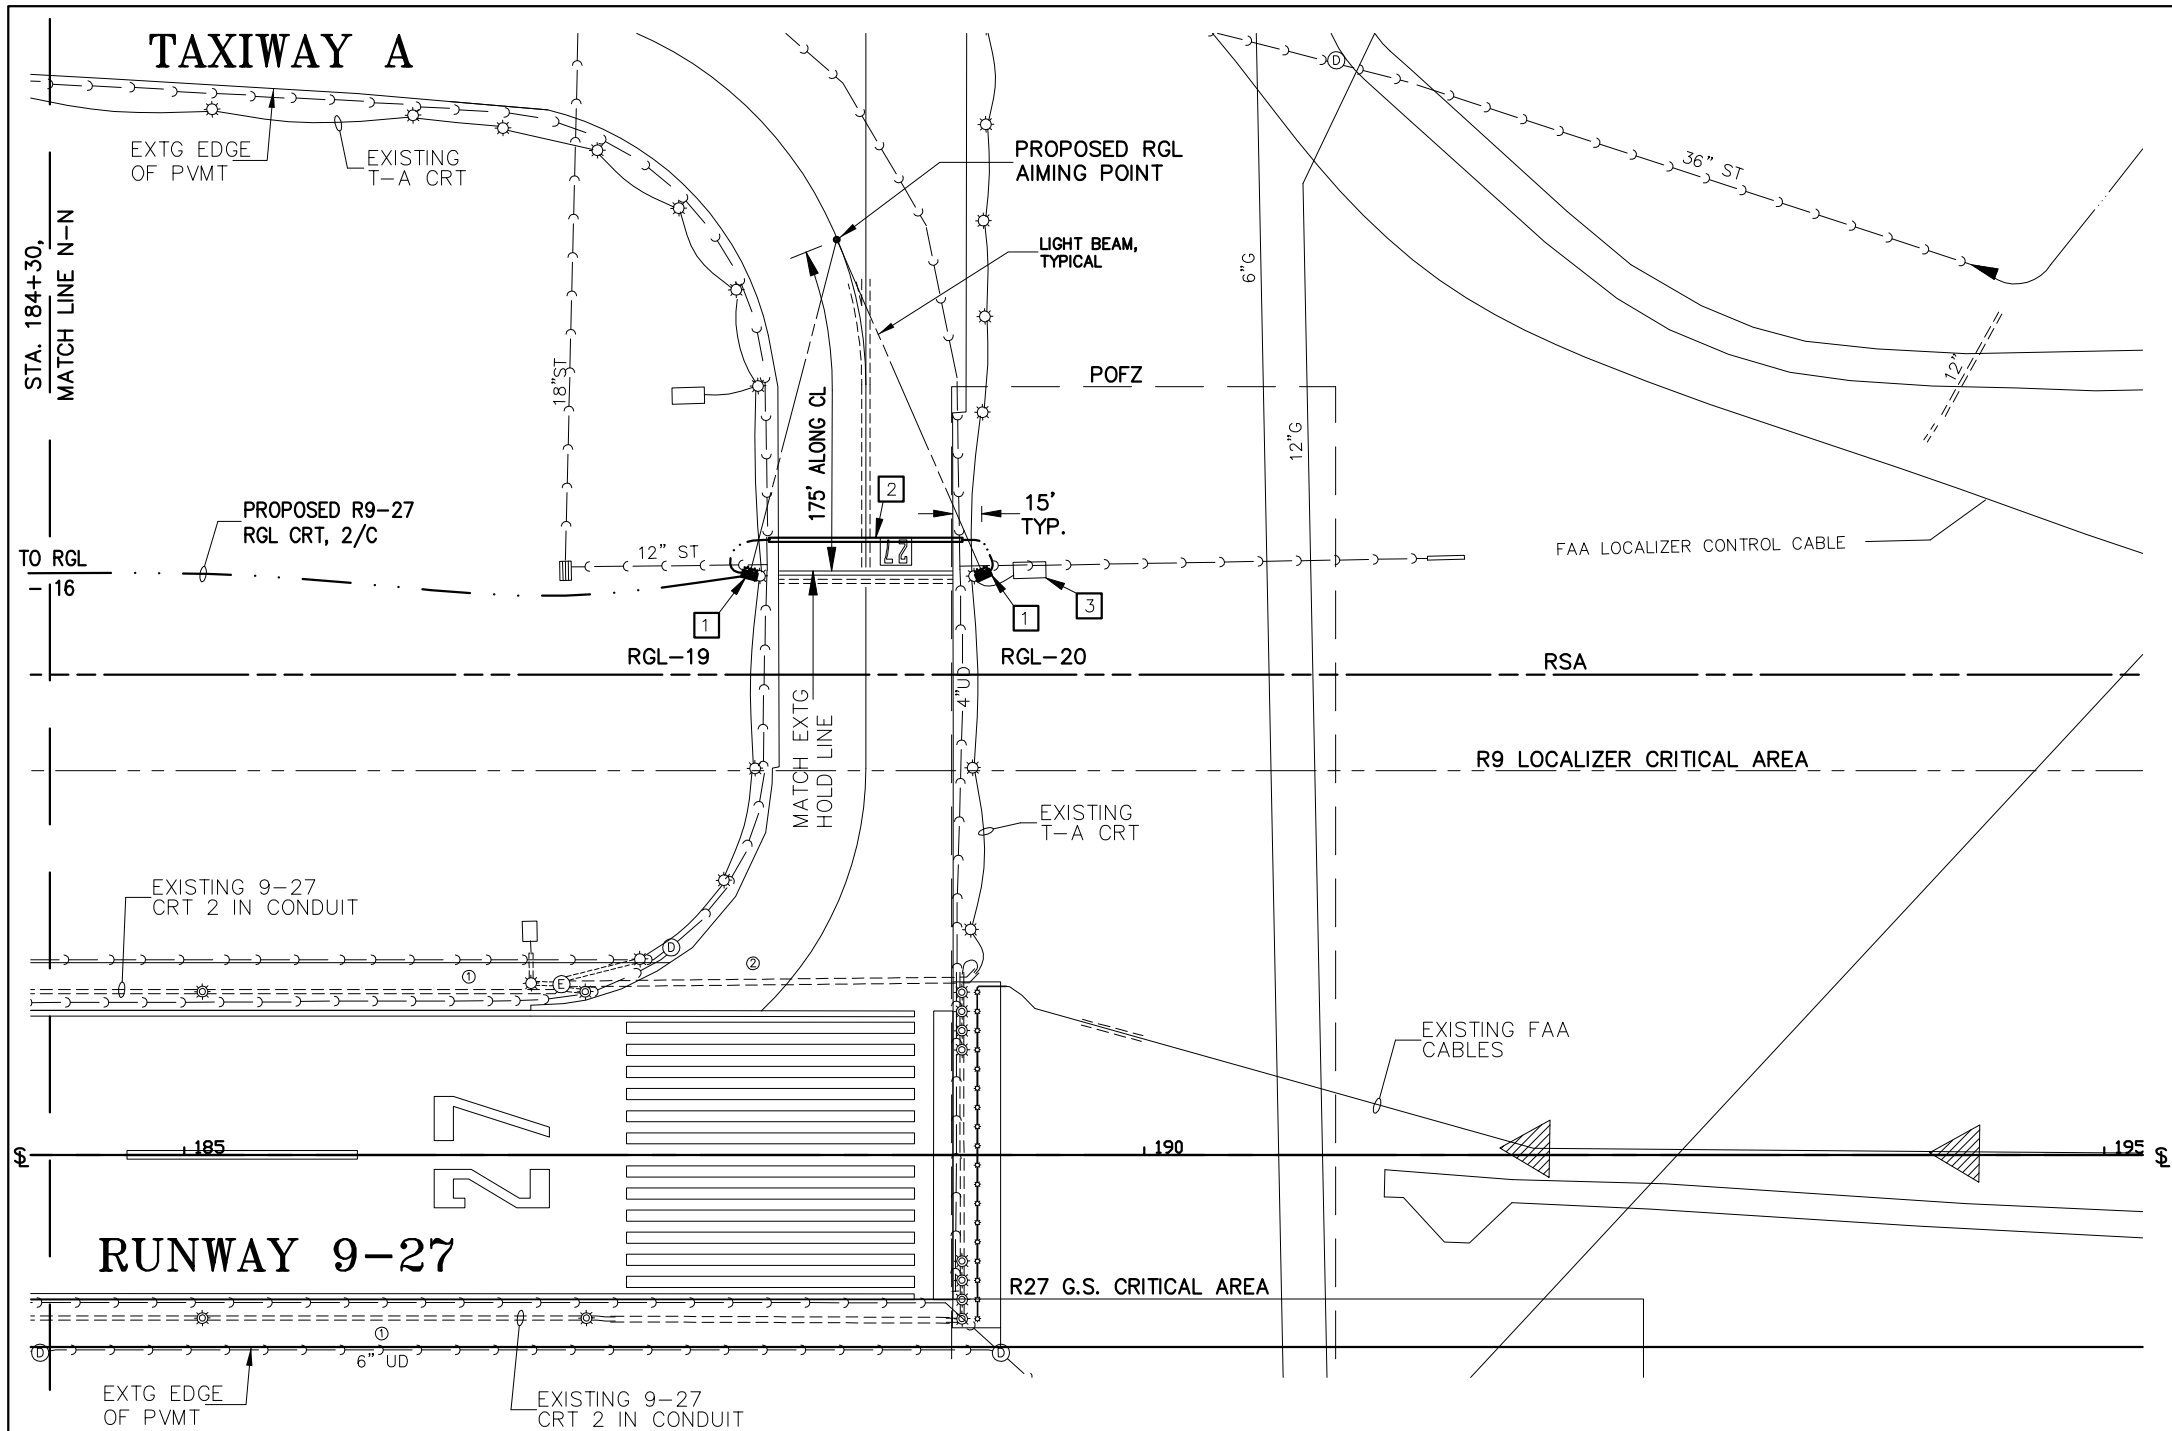 TAXIWAY A
EXTG EDGE
OF PVMT
EXISTING
T-A CRT
PROPOSED RGL
AIMING POINT
LIGHT BEAM,
TYPICAL
D
36" ST
STA. 184+30,
MATCH LINE N-N
18"ST
175' ALONG CL
6"G
12"G
12"
POFZ
PROPOSED R9-27
RGL CRT, 2/C
TO RGL
-16
12" ST
2
27
15'
TYP.
FAA LOCALIZER CONTROL CABLE
1
1
3
RGL-19
RGL-20
RSA
4"UD
MATCH EXTG
HOLD LINE
R9 LOCALIZER CRITICAL AREA
EXISTING
T-A CRT
EXISTING 9-27
CRT 2 IN CONDUIT
D
E
1
2
EXISTING FAA
CABLES
27
℄
185
190
195
℄
RUNWAY 9-27
R27 G.S. CRITICAL AREA
1
D
6" UD
D
EXTG EDGE
OF PVMT
EXISTING 9-27
CRT 2 IN CONDUIT